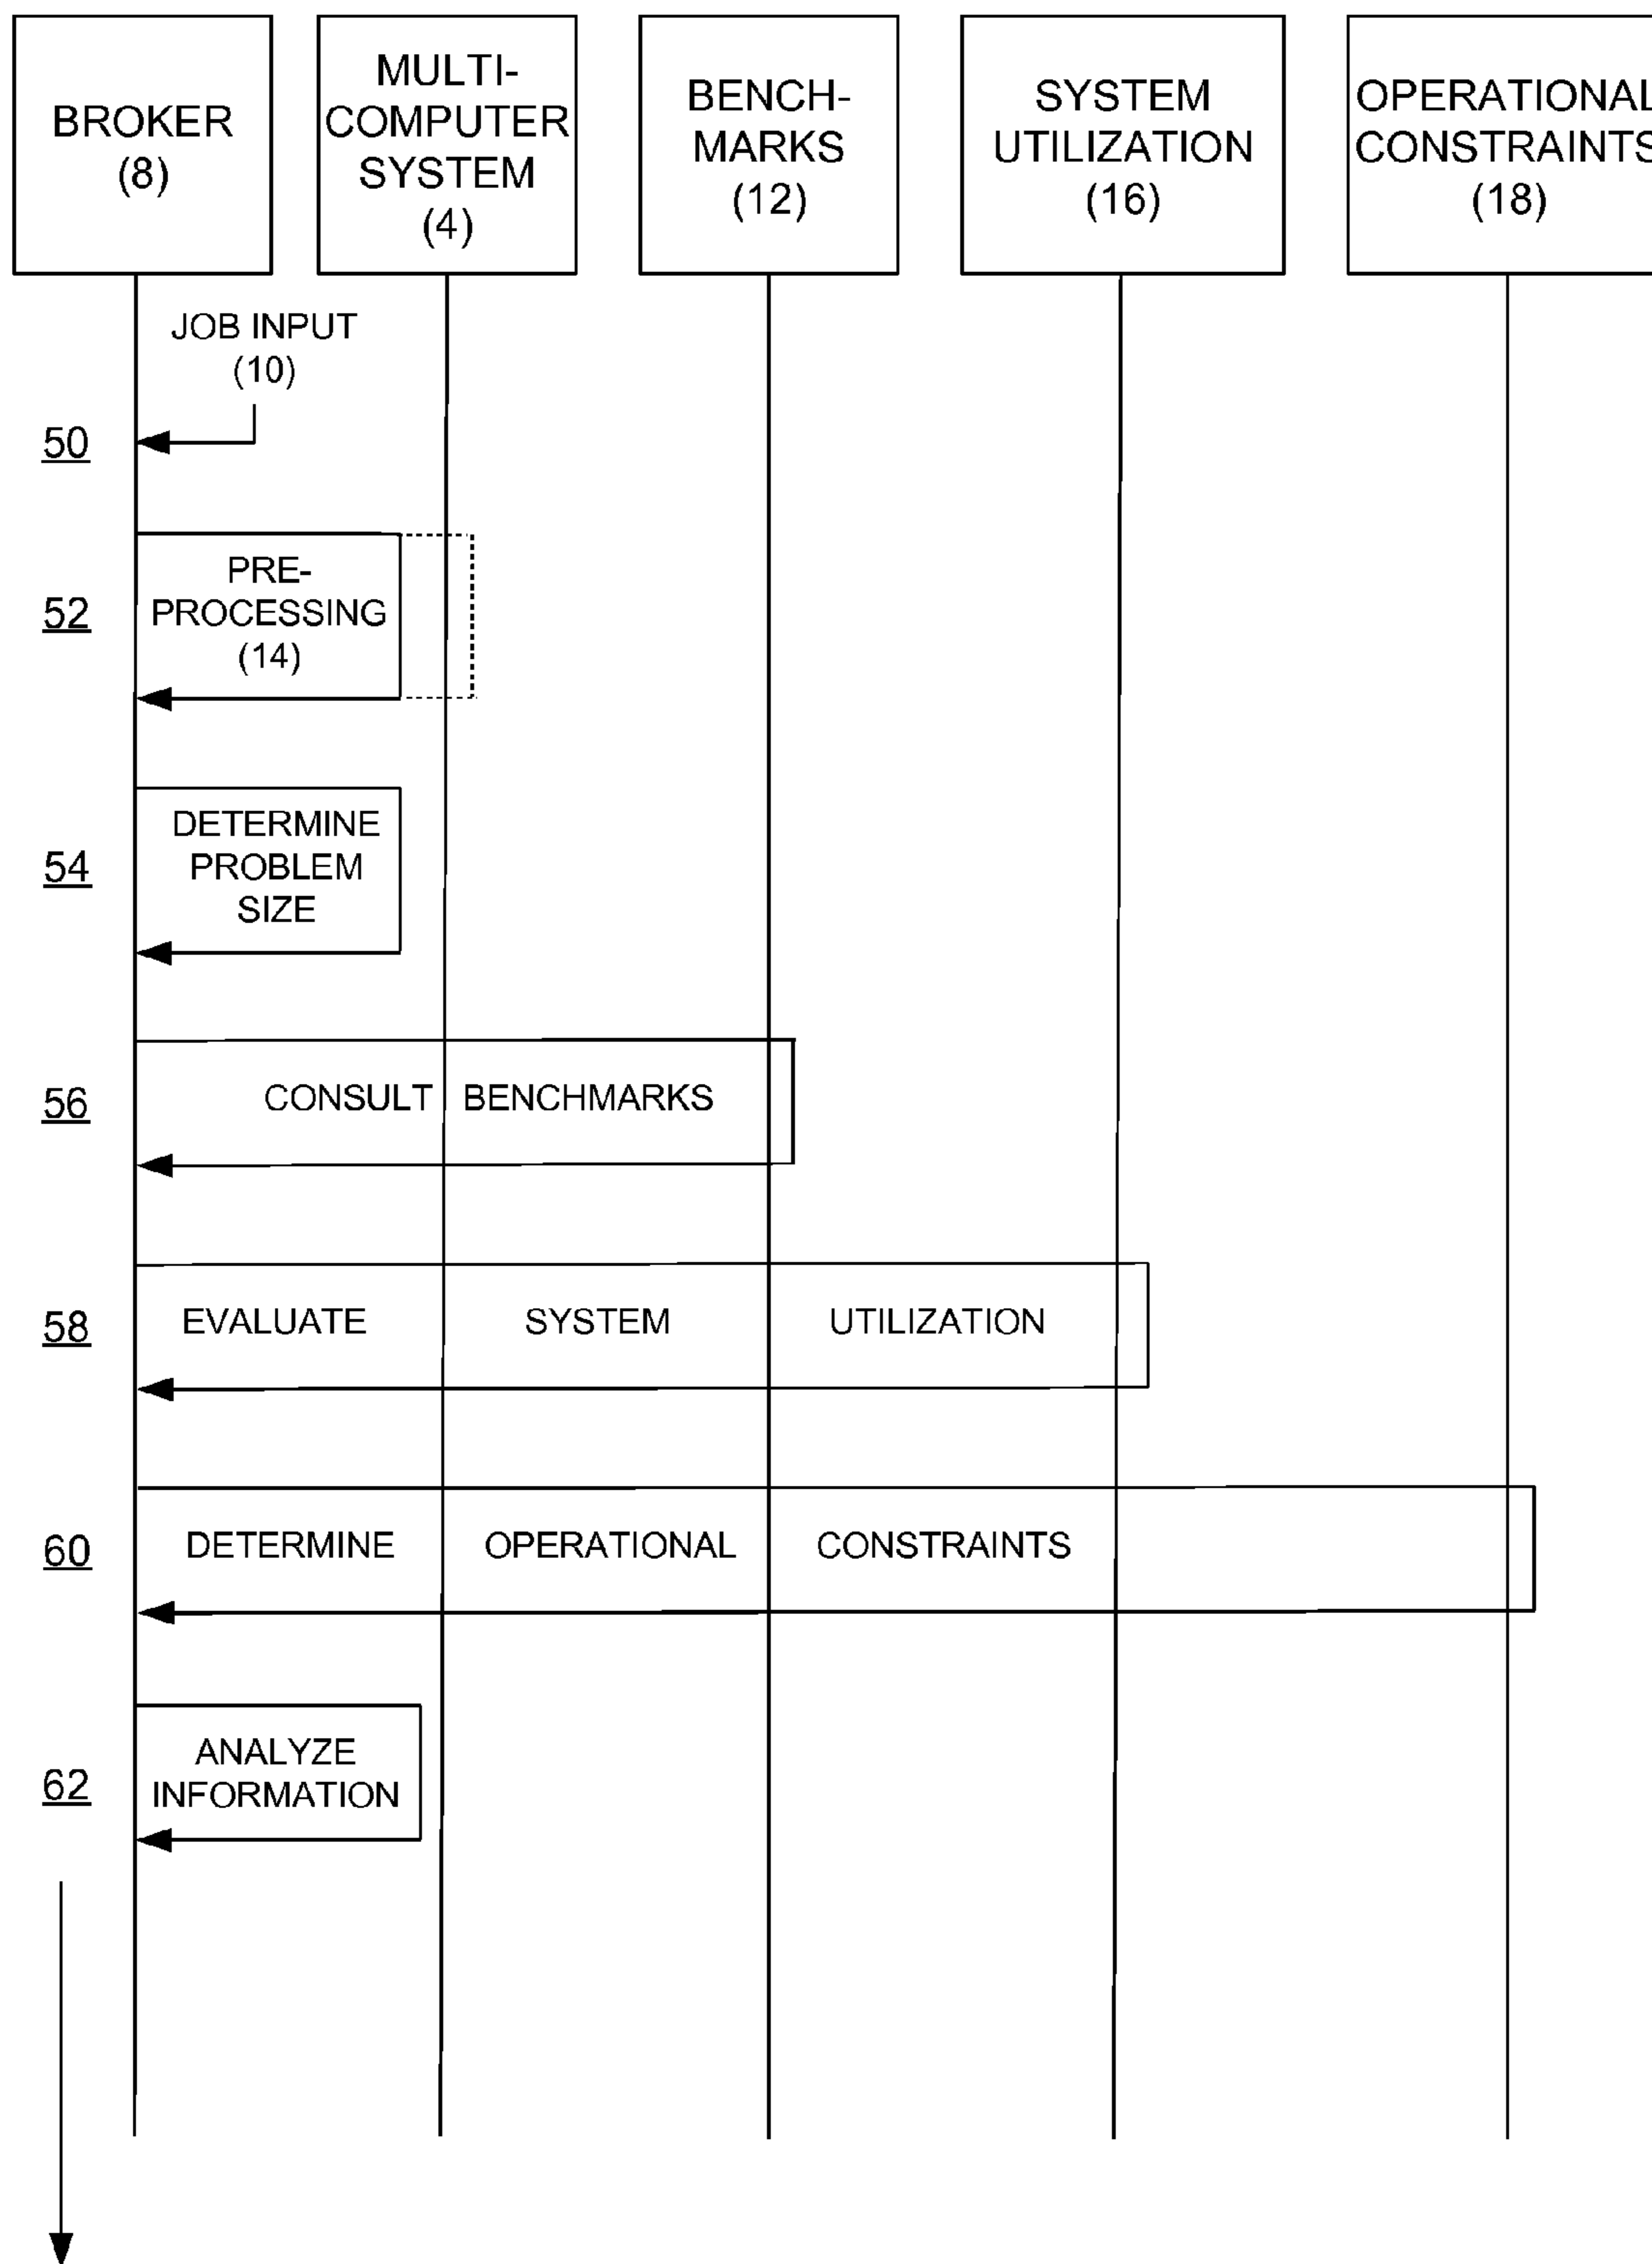 BROKER
(8)
MULTI-
COMPUTER
SYSTEM
(4)
BENCH-
MARKS
(12)
SYSTEM
UTILIZATION
(16)
OPERATIONAL
CONSTRAINTS
(18)
JOB INPUT
(10)
50
PRE-
PROCESSING
(14)
52
DETERMINE
PROBLEM
SIZE
54
CONSULT BENCHMARKS
56
EVALUATE SYSTEM UTILIZATION
58
DETERMINE OPERATIONAL CONSTRAINTS
60
ANALYZE
INFORMATION
62